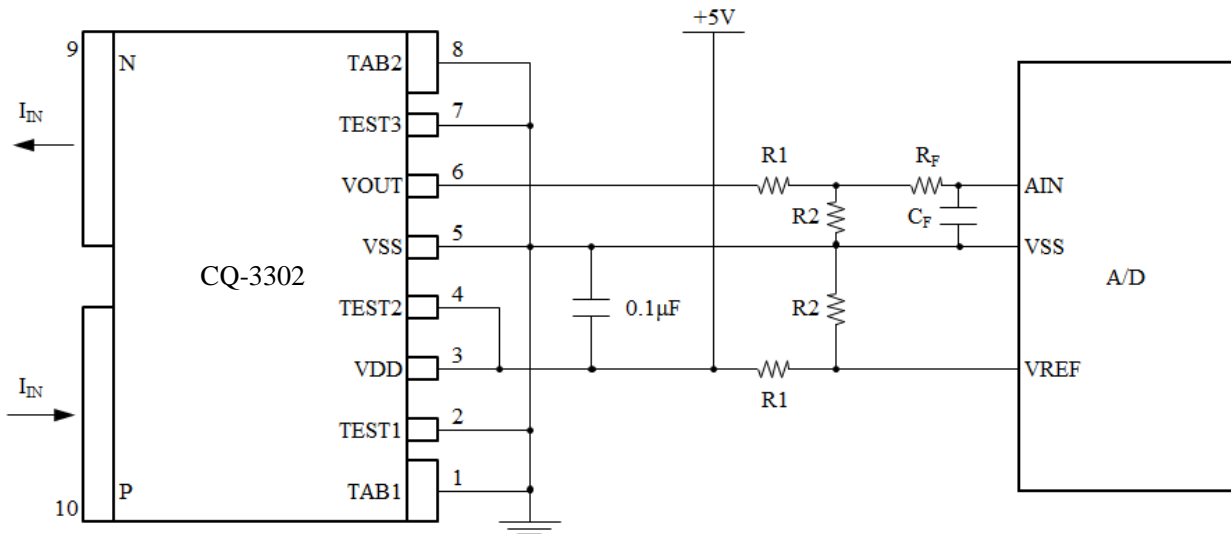 +5V
9
N
I_IN
I_IN
10
P
CQ-3302
TAB2
8
TEST3
7
VOUT
6
VSS
5
TEST2
4
VDD
3
TEST1
2
TAB1
1
0.1μF
R1
R2
R_F
C_F
R2
R1
AIN
VSS
A/D
VREF